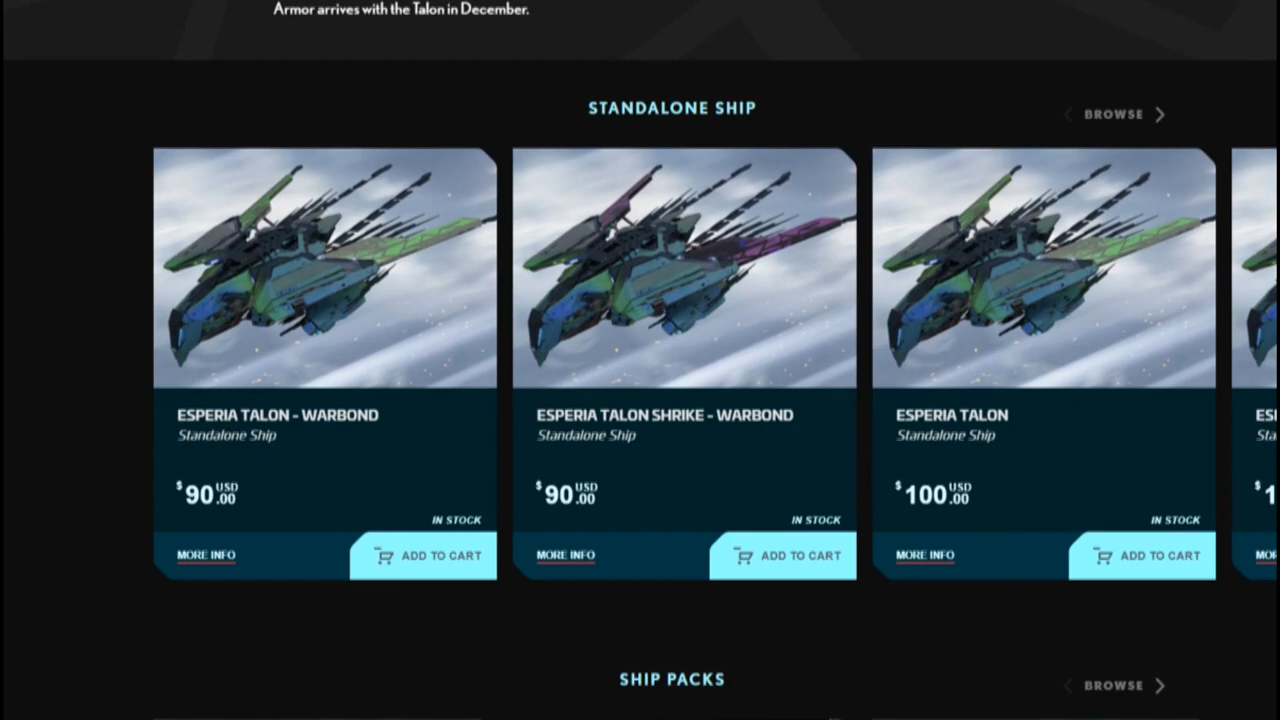 Armor arrives with the Talon in December.
STANDALONE SHIP
BROWSE
ESPERIA TALON - WARBOND
Standalone Ship
$90 USD .00
IN STOCK
MORE INFO
ADD TO CART
ESPERIA TALON SHRIKE - WARBOND
Standalone Ship
$90 USD .00
IN STOCK
MORE INFO
ADD TO CART
ESPERIA TALON
Standalone Ship
$100 USD .00
IN STOCK
MORE INFO
ADD TO CART
SHIP PACKS
BROWSE